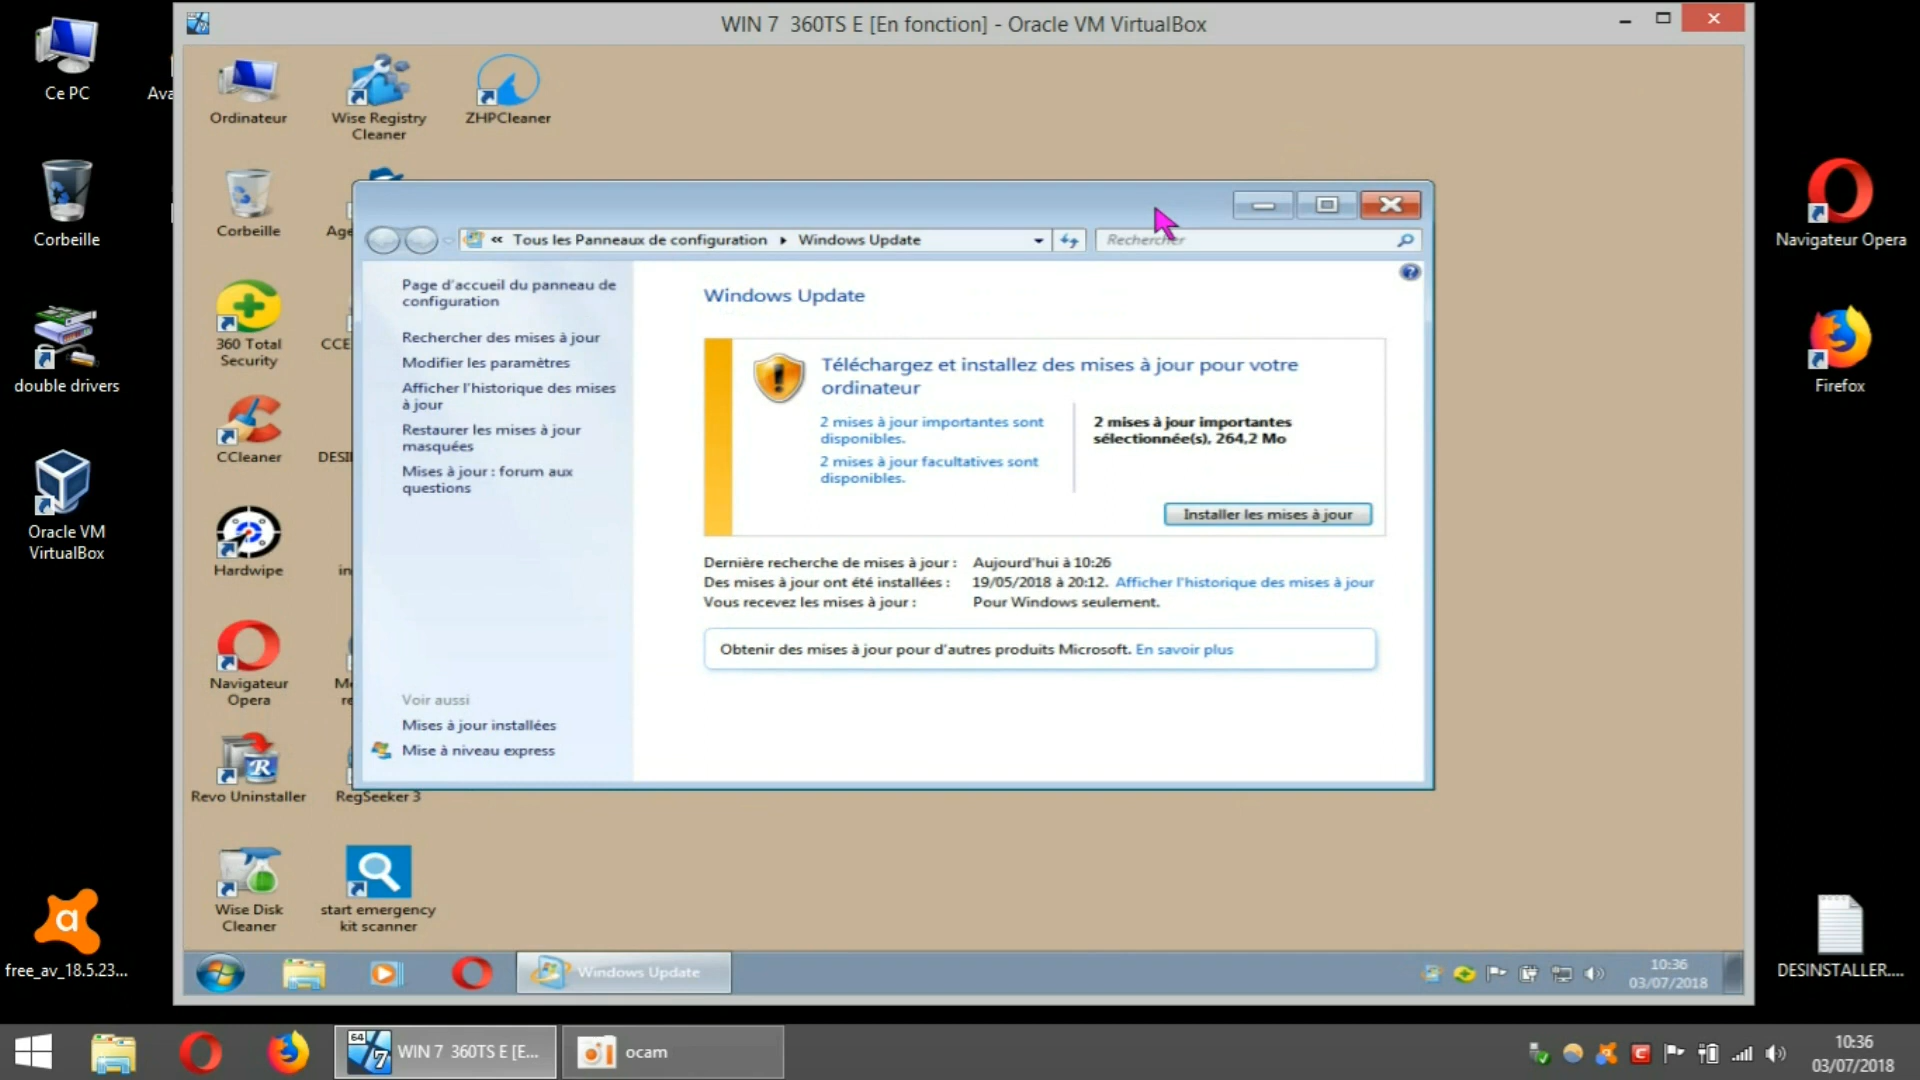 WIN 7  360TS E [En fonction] - Oracle VM VirtualBox
Ce PC
Corbeille
double drivers
Oracle VM
VirtualBox
free_av_18.5.23...
Ordinateur
Wise Registry
Cleaner
ZHPCleaner
Corbeille
360 Total
Security
CCleaner
Hardwipe
Navigateur
Opera
Revo Uninstaller
RegSeeker 3
Wise Disk
Cleaner
start emergency
kit scanner
« Tous les Panneaux de configuration
Windows Update
Rechercher
Page d'accueil du panneau de
configuration
Rechercher des mises à jour
Modifier les paramètres
Afficher l'historique des mises
à jour
Restaurer les mises à jour
masquées
Mises à jour : forum aux
questions
Voir aussi
Mises à jour installées
Mise à niveau express
Windows Update
Téléchargez et installez des mises à jour pour votre
ordinateur
2 mises à jour importantes sont
disponibles.
2 mises à jour facultatives sont
disponibles.
2 mises à jour importantes
sélectionnée(s), 264,2 Mo
Installer les mises à jour
Dernière recherche de mises à jour : Aujourd'hui à 10:26
Des mises à jour ont été installées : 19/05/2018 à 20:12. Afficher l'historique des mises à jour
Vous recevez les mises à jour : Pour Windows seulement.
Obtenir des mises à jour pour d'autres produits Microsoft. En savoir plus
Windows Update
10:36
03/07/2018
Navigateur Opera
Firefox
DESINSTALLER....
64
7
WIN 7  360TS E [E...
ocam
10:36
03/07/2018